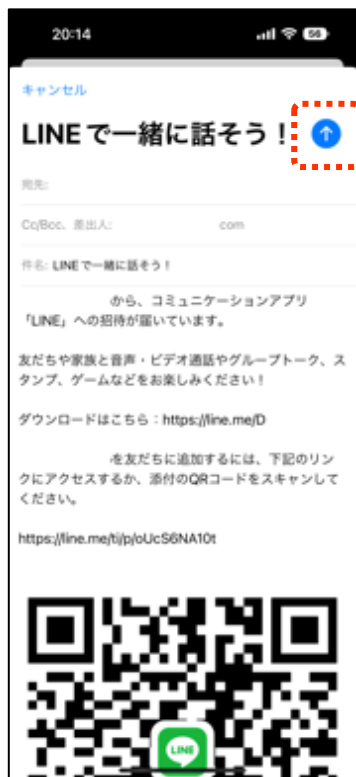 20:14
56
キャンセル
LINEで一緒に話そう！
宛先:
Cc/Bcc、差出人: com
件名: LINEで一緒に話そう！
から、コミュニケーションアプリ
「LINE」への招待が届いています。
友だちや家族と音声・ビデオ通話やグループトーク、ス
タンプ、ゲームなどをお楽しみください！
ダウンロードはこちら：https://line.me/D
を友だちに追加するには、下記のリン
クにアクセスするか、添付のQRコードをスキャンして
ください。
https://line.me/ti/p/oUcS6NA10t
LINE